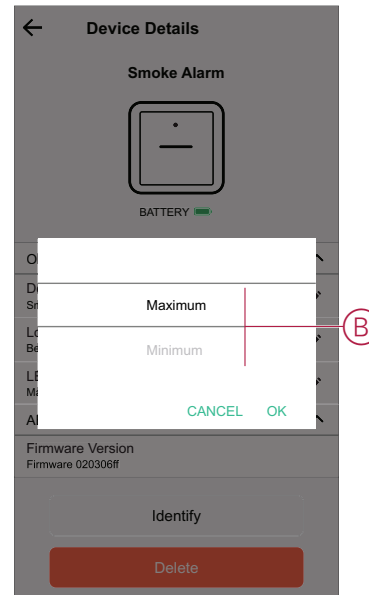 Device Details
Smoke Alarm
BATTERY
Maximum
Minimum
B
CANCEL OK
Firmware Version
Firmware 020306ff
Identify
Delete